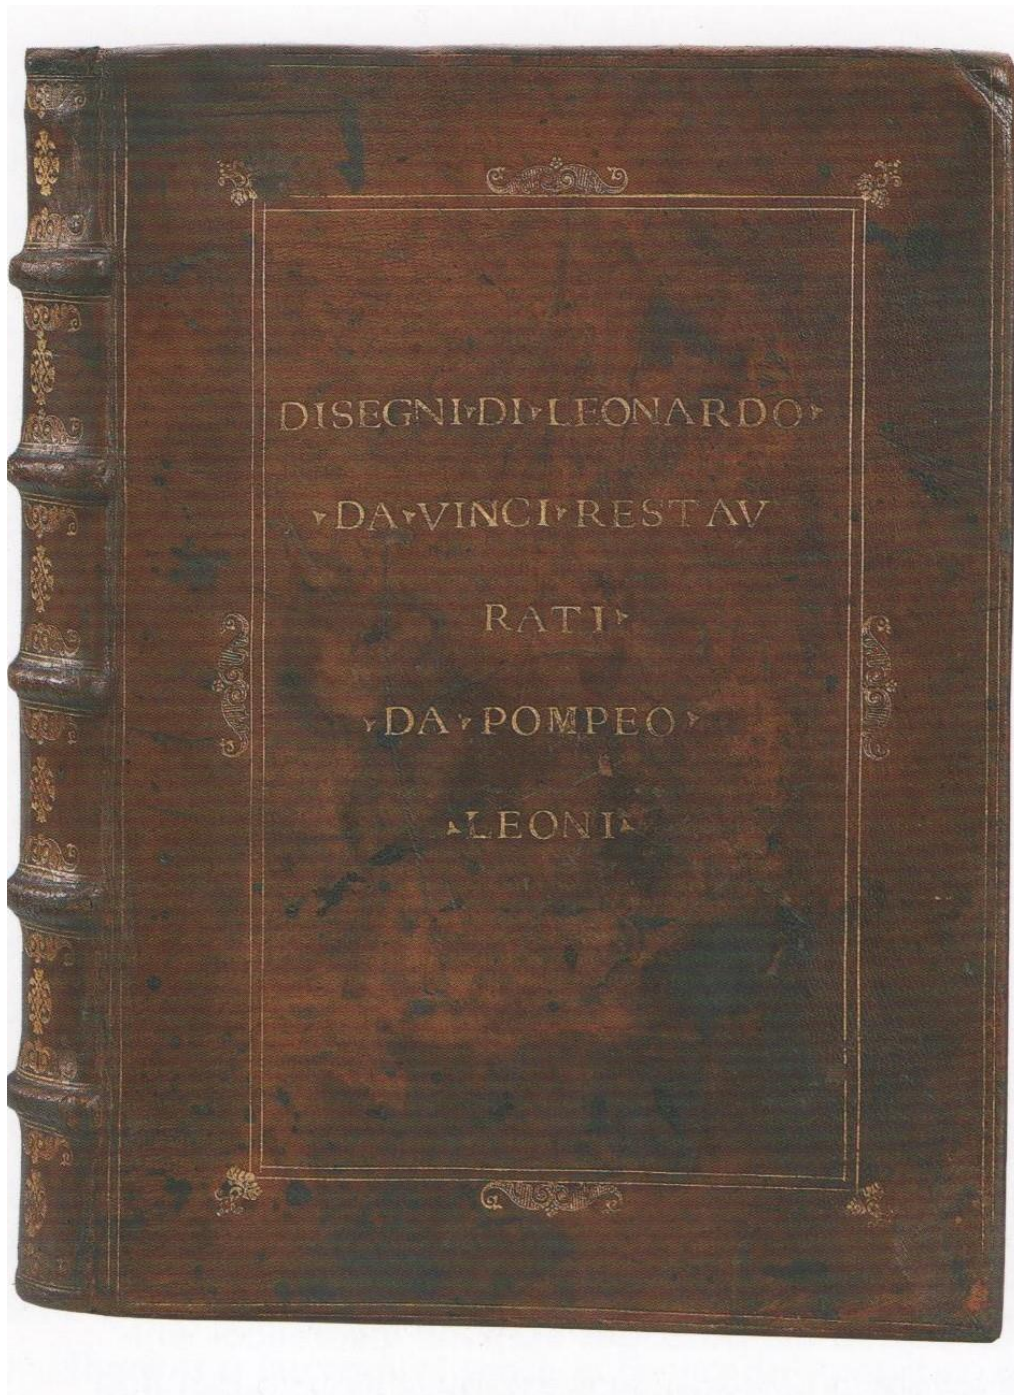 DISEGNI▾DI▾LEONARDO▾
▾DA▾VINCI▾RESTAV
RATI▾
▾DA▾POMPEO▾
▾LEONI▾